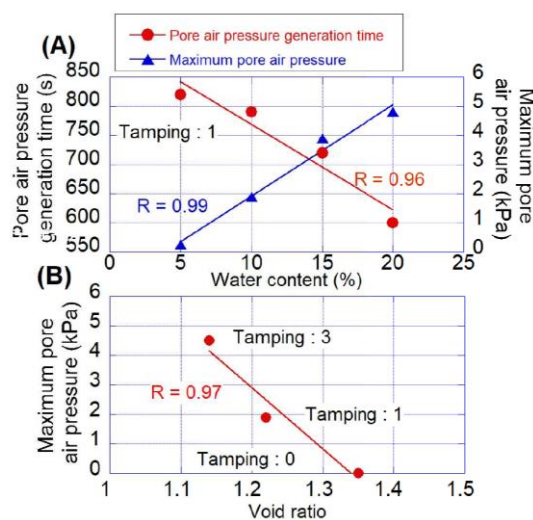 (A)
Pore air pressure generation time
Maximum pore air pressure
Pore air pressure
generation time (s)
850
800
750
700
650
600
550
Tamping : 1
R = 0.99
R = 0.96
6
5
4
3
2
1
0
Maximum pore
air pressure
(kPa)
0
5
10
15
20
25
Water content (%)
(B)
Maximum pore
air pressure (kPa)
6
5
4
3
2
1
0
Tamping : 3
R = 0.97
Tamping : 1
Tamping : 0
1
1.1
1.2
1.3
1.4
1.5
Void ratio